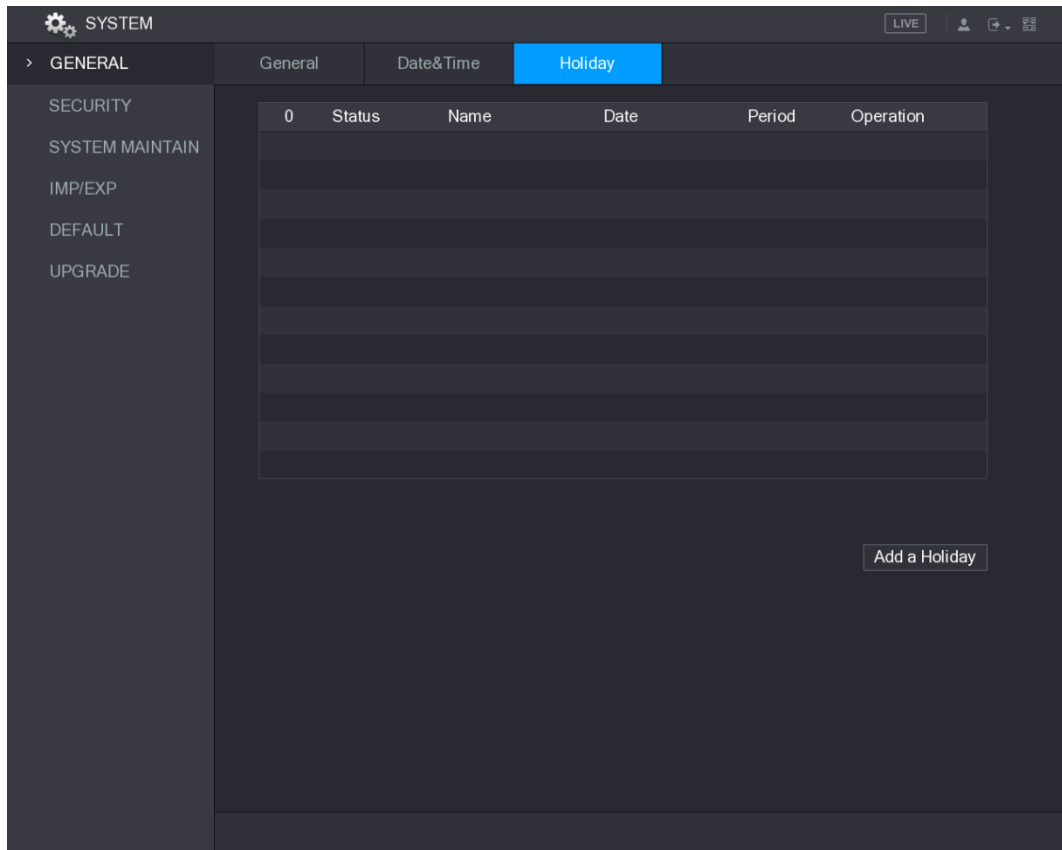 SYSTEM
LIVE
> GENERAL
General Date&Time Holiday
SECURITY
SYSTEM MAINTAIN
IMP/EXP
DEFAULT
UPGRADE
0 Status Name Date Period Operation
Add a Holiday